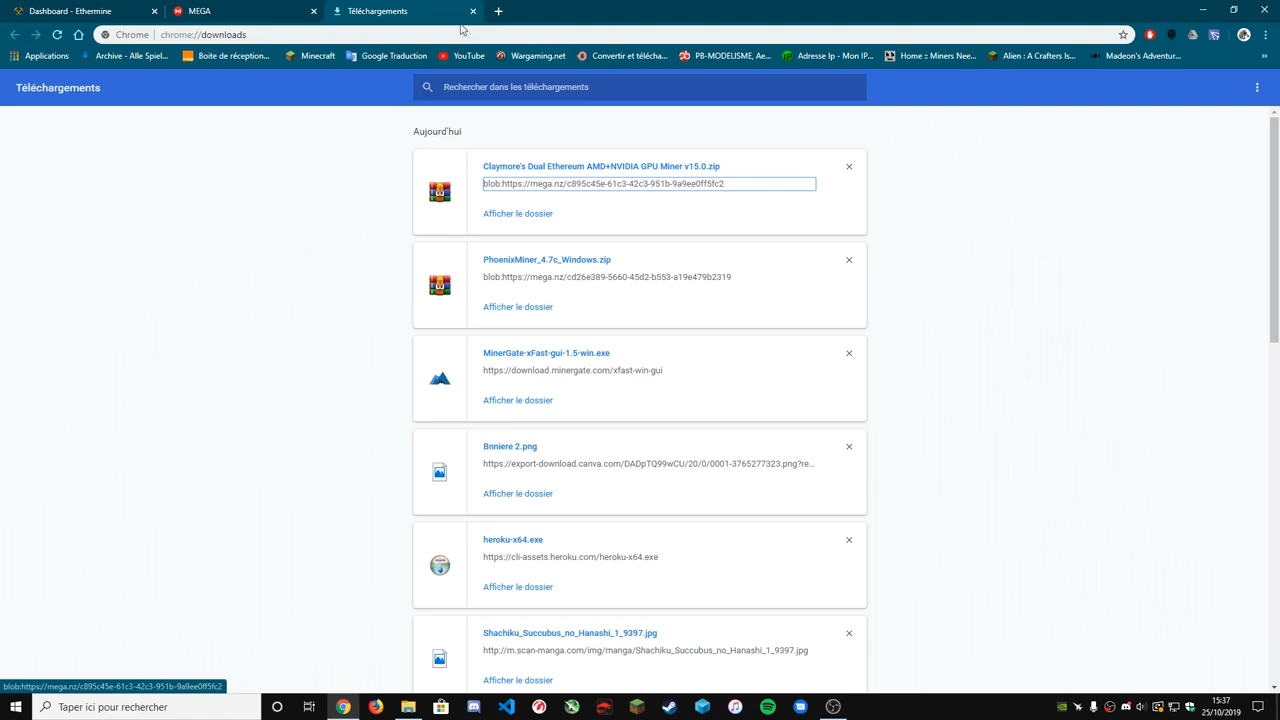 Dashboard - Ethermine
MEGA
Téléchargements
Chrome | chrome://downloads
Applications
Archive - Alle Spiel...
Boite de réception...
Minecraft
Google Traduction
YouTube
Wargaming.net
Convertir et télécha...
PB-MODELISME, Ae...
Adresse Ip - Mon IP...
Home :: Miners Nee...
Alien : A Crafters Is...
Madeon's Adventur...
»
Téléchargements
Rechercher dans les téléchargements
Aujourd'hui
Claymore's Dual Ethereum AMD+NVIDIA GPU Miner v15.0.zip
blob:https://mega.nz/c895c45e-61c3-42c3-951b-9a9ee0ff5fc2
Afficher le dossier
PhoenixMiner_4.7c_Windows.zip
blob:https://mega.nz/cd26e389-5660-45d2-b553-a19e479b2319
Afficher le dossier
MinerGate-xFast-gui-1.5-win.exe
https://download.minergate.com/xfast-win-gui
Afficher le dossier
Bnniere 2.png
https://export-download.canva.com/DADpTQ99wCU/20/0/0001-3765277323.png?re...
Afficher le dossier
heroku-x64.exe
https://cli-assets.heroku.com/heroku-x64.exe
Afficher le dossier
Shachiku_Succubus_no_Hanashi_1_9397.jpg
http://m.scan-manga.com/img/manga/Shachiku_Succubus_no_Hanashi_1_9397.jpg
Afficher le dossier
blob:https://mega.nz/c895c45e-61c3-42c3-951b-9a9ee0ff5fc2
Taper ici pour rechercher
15:37
25/10/2019